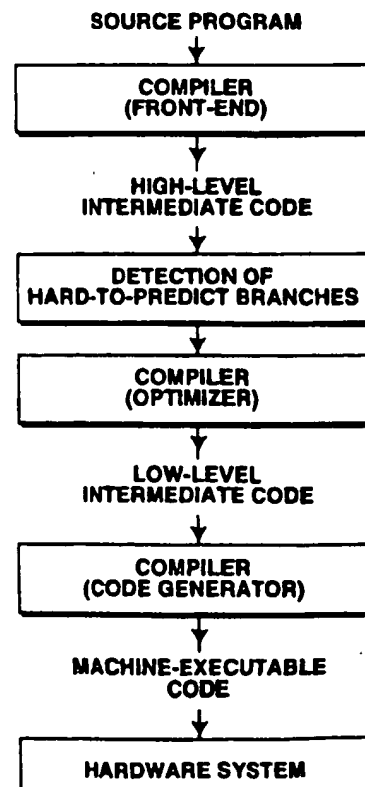 SOURCE PROGRAM
COMPILER
(FRONT-END)
HIGH-LEVEL
INTERMEDIATE CODE
DETECTION OF
HARD-TO-PREDICT BRANCHES
COMPILER
(OPTIMIZER)
LOW-LEVEL
INTERMEDIATE CODE
COMPILER
(CODE GENERATOR)
MACHINE-EXECUTABLE
CODE
HARDWARE SYSTEM